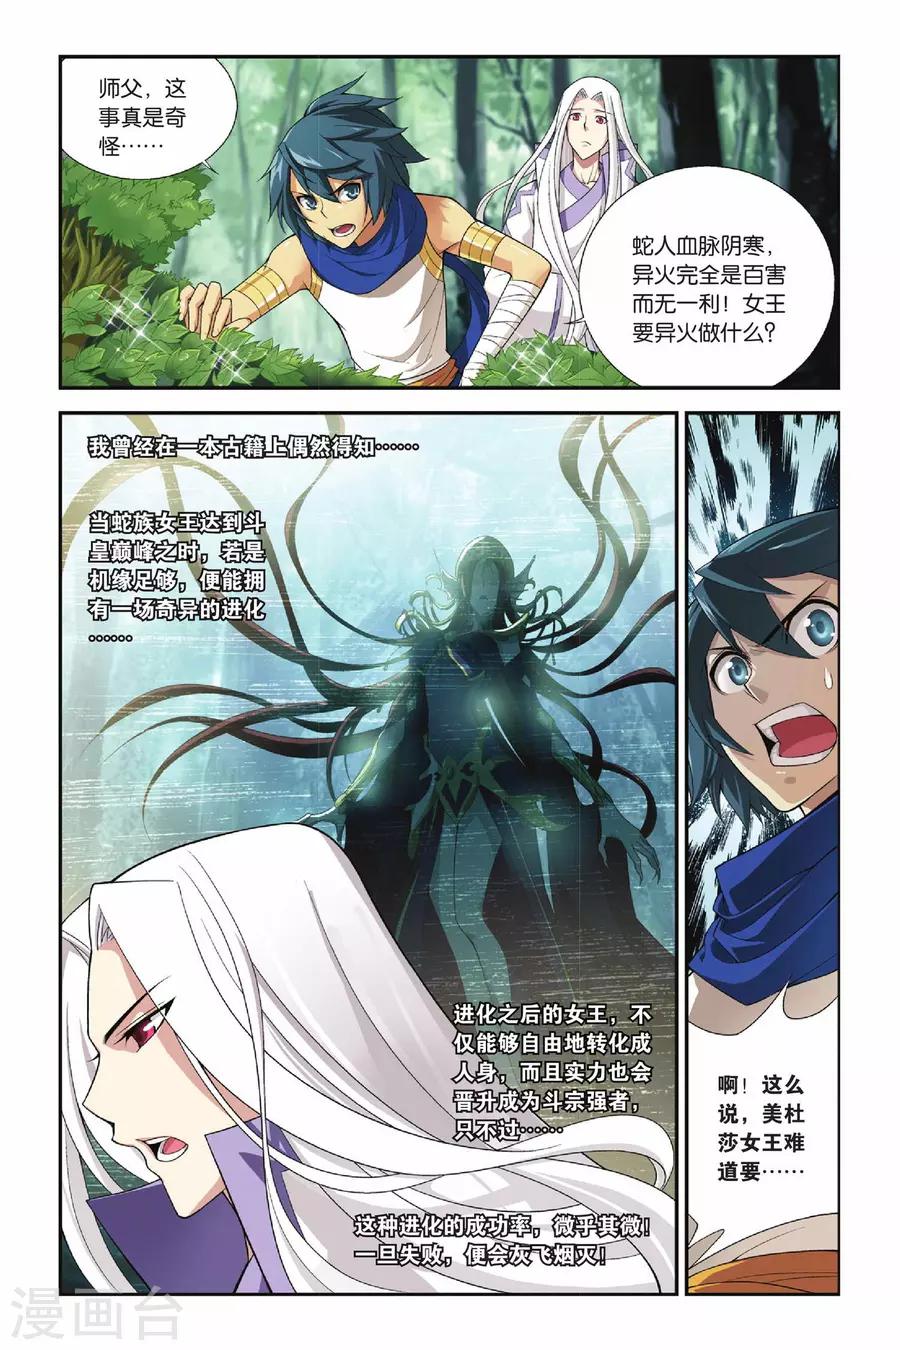 师父，这
事真是奇
怪……
蛇人血脉阴寒，
异火完全是百害
而无一利！女王
要异火做什么？
我曾经在一本古籍上偶然得知……
当蛇族女王达到斗
皇巅峰之时，若是
机缘足够，便能拥
有一场奇异的进化
……
进化之后的女王，不
仅能够自由地转化成
人身，而且实力也会
晋升成为斗宗强者，
只不过……
这种进化的成功率，微乎其微！
一旦失败，便会灰飞烟灭！
啊！这么
说，美杜
莎女王难
道要……
漫画台